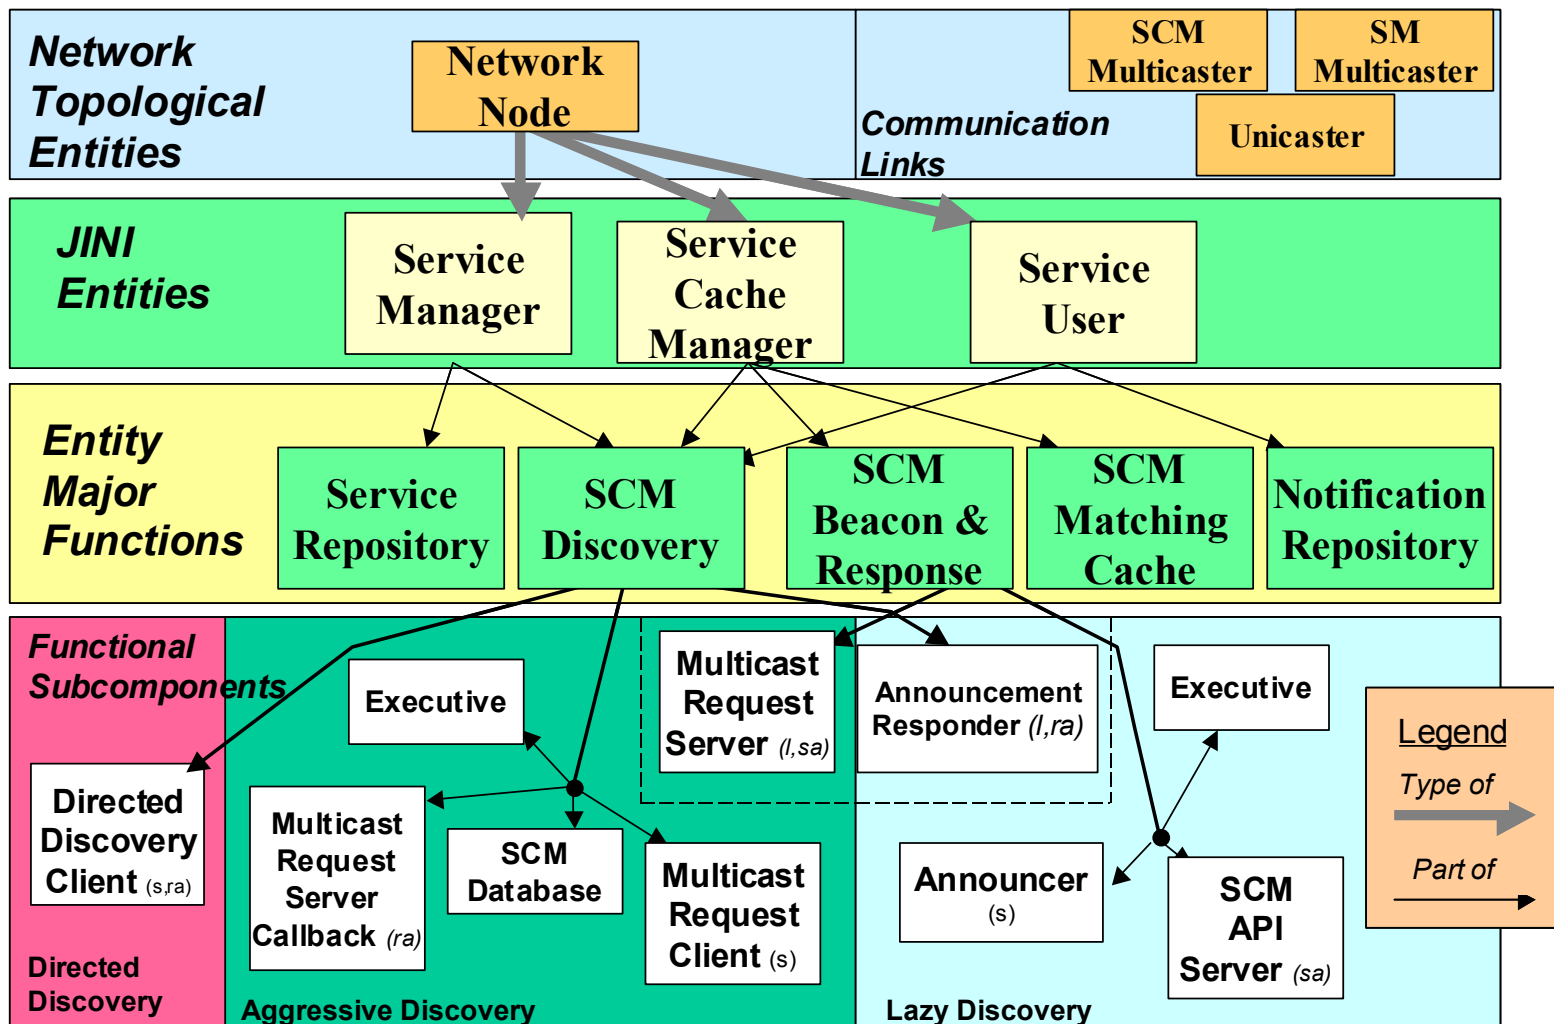 Network
Topological
Entities
Network
Node
Communication
Links
SCM
Multicaster
SM
Multicaster
Unicaster
JINI
Entities
Service
Manager
Service
Cache
Manager
Service
User
Entity
Major
Functions
Service
Repository
SCM
Discovery
SCM
Beacon &
Response
SCM
Matching
Cache
Notification
Repository
Functional
Subcomponents
Directed
Discovery
Client (s,ra)
Directed
Discovery
Executive
Multicast
Request
Server
Callback (ra)
SCM
Database
Multicast
Request
Client (s)
Multicast
Request
Server (l,sa)
Aggressive Discovery
Announcement
Responder (l,ra)
Executive
Announcer
(s)
SCM
API
Server (sa)
Lazy Discovery
Legend
Type of
Part of